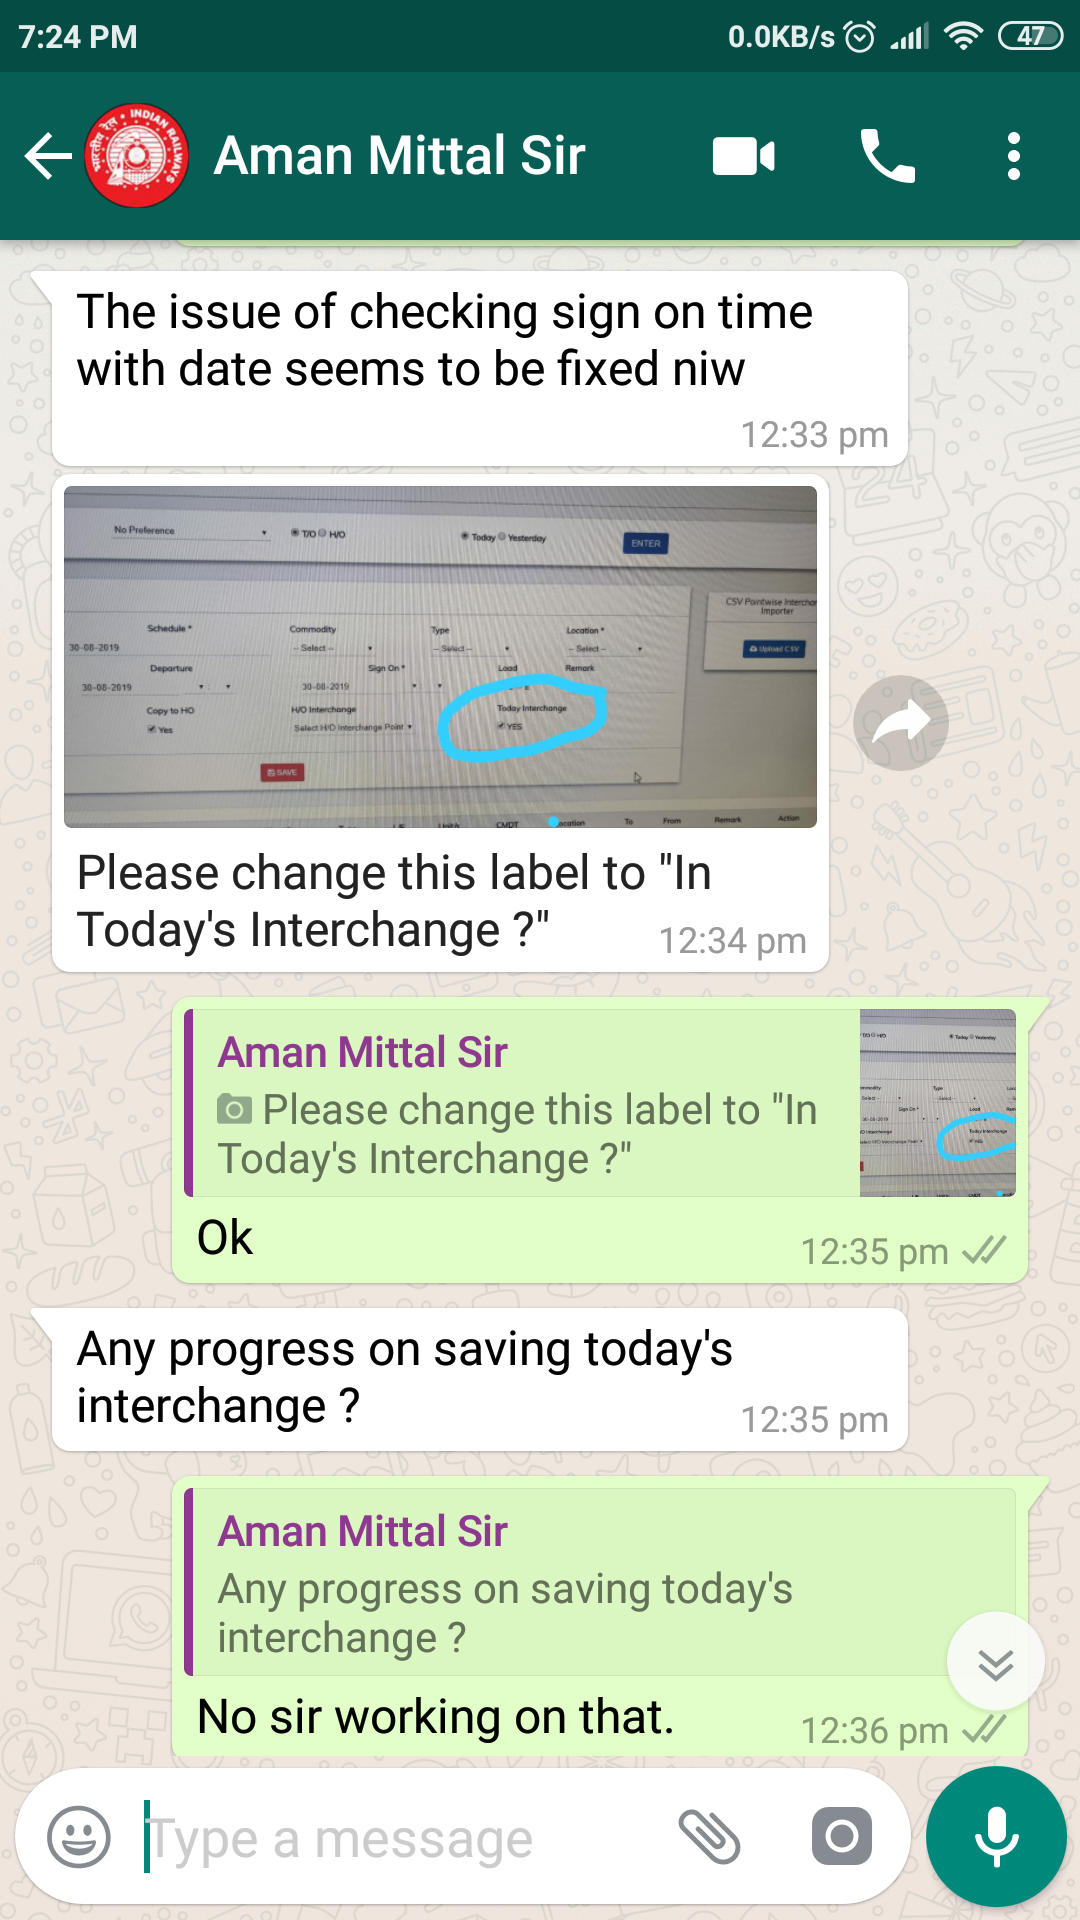 7:24 PM
0.0KB/s
47
भारतीय रेल • INDIAN RAILWAYS
Aman Mittal Sir
The issue of checking sign on time
with date seems to be fixed niw
12:33 pm
No Preference
T/O H/O
Today Yesterday
ENTER
CSV Pointwise Interchan
Importer
Upload CSV
Schedule *
Commodity
Type
Location *
30-08-2019
-- Select --
-- Select --
-- Select --
Departure
Sign On *
Load
Remark
30-08-2019
30-08-2019
Copy to HO
H/O Interchange
Today Interchange
Yes
Select H/O Interchange Point
YES
SAVE
CMDT
ocation
To
From
Remark
Action
Please change this label to "In
Today's Interchange ?"
12:34 pm
Aman Mittal Sir
Please change this label to "In
Today's Interchange ?"
Ok
12:35 pm
Any progress on saving today's
interchange ?
12:35 pm
Aman Mittal Sir
Any progress on saving today's
interchange ?
No sir working on that.
12:36 pm
Type a message